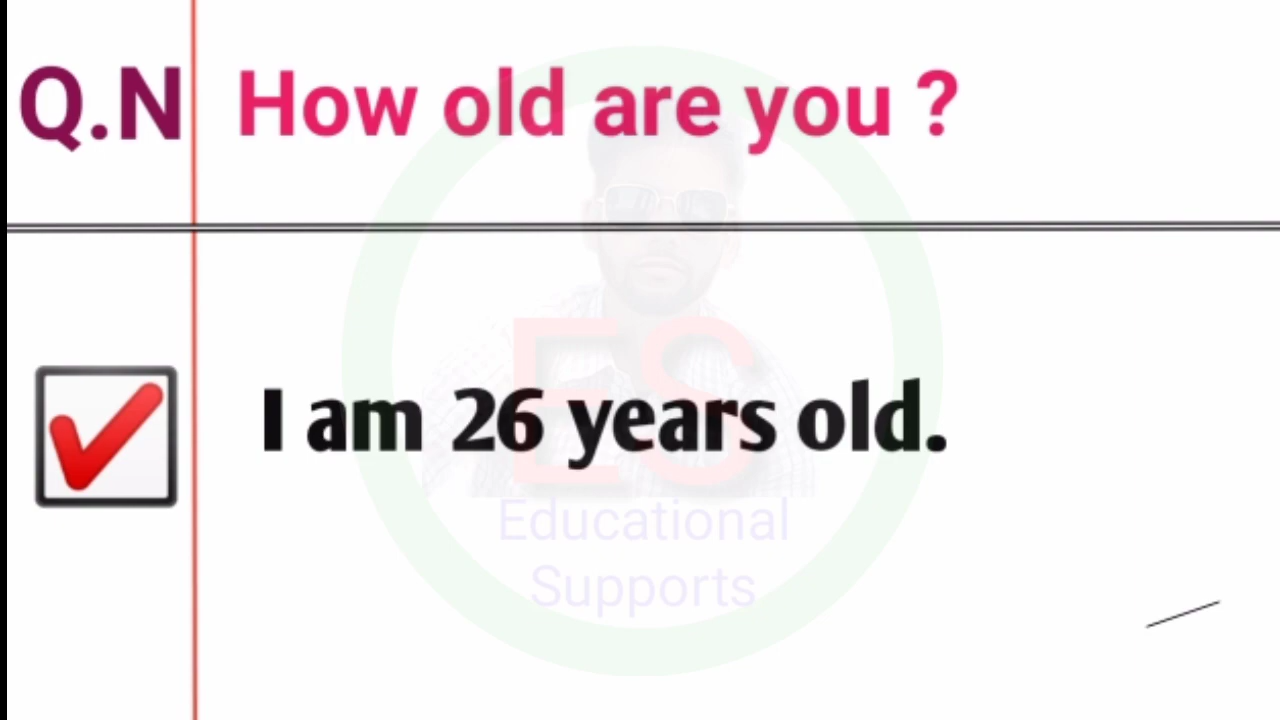 Q.N How old are you ?
I am 26 years old.
ES
Educational
Supports